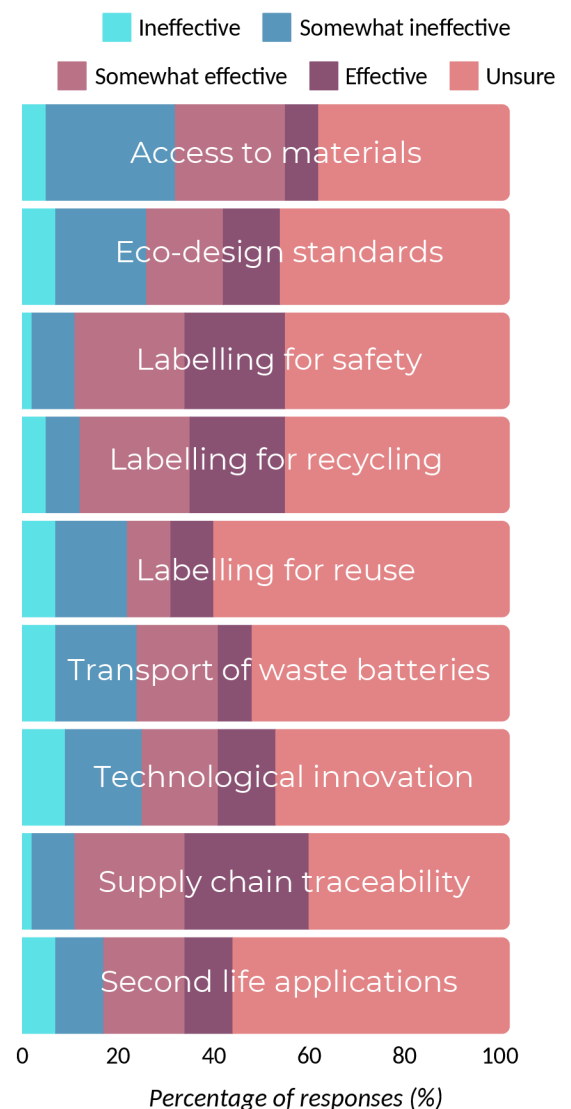 Ineffective Somewhat ineffective
Somewhat effective Effective Unsure
Access to materials
Eco-design standards
Labelling for safety
Labelling for recycling
Labelling for reuse
Transport of waste batteries
Technological innovation
Supply chain traceability
Second life applications
0 20 40 60 80 100
Percentage of responses (%)